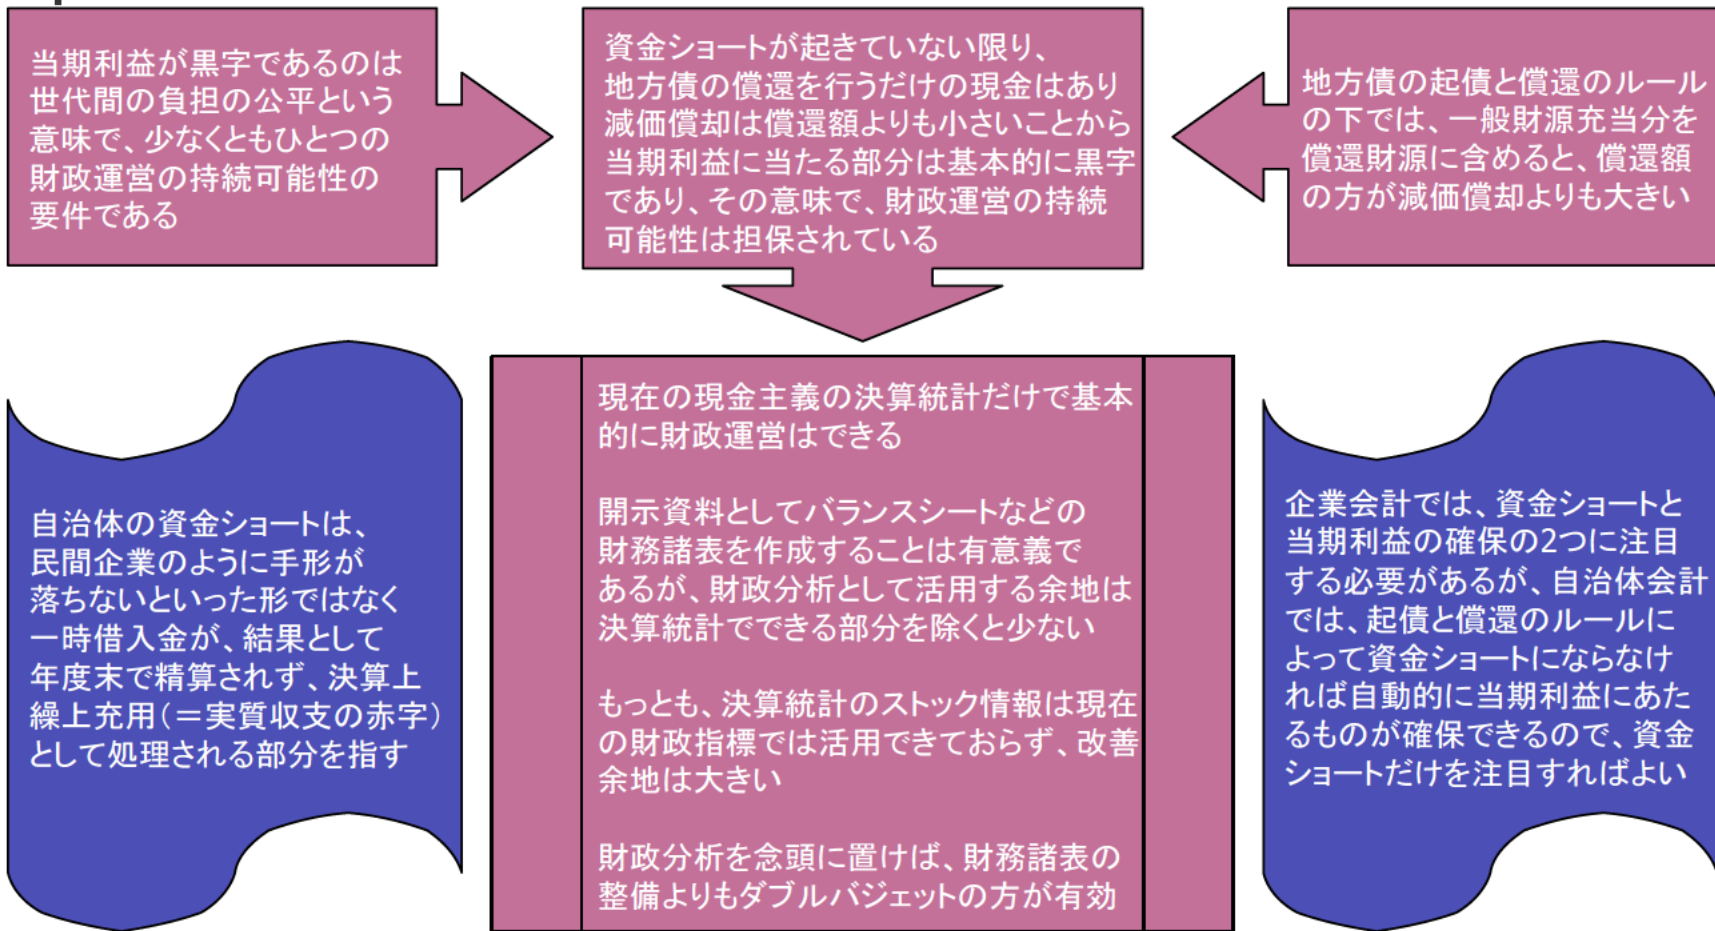 当期利益が黒字であるのは
世代間の負担の公平という
意味で、少なくともひとつの
財政運営の持続可能性の
要件である
資金ショートが起きていない限り、
地方債の償還を行うだけの現金はあり
減価償却は償還額よりも小さいことから
当期利益に当たる部分は基本的に黒字
であり、その意味で、財政運営の持続
可能性は担保されている
地方債の起債と償還のルール
の下では、一般財源充当分を
償還財源に含めると、償還額
の方が減価償却よりも大きい
自治体の資金ショートは、
民間企業のように手形が
落ちないといった形ではなく
一時借入金が、結果として
年度末で精算されず、決算上
繰上充用(=実質収支の赤字)
として処理される部分を指す
現在の現金主義の決算統計だけで基本
的に財政運営はできる
開示資料としてバランスシートなどの
財務諸表を作成することは有意義で
あるが、財政分析として活用する余地は
決算統計でできる部分を除くと少ない
もっとも、決算統計のストック情報は現在
の財政指標では活用できておらず、改善
余地は大きい
財政分析を念頭に置けば、財務諸表の
整備よりもダブルバジェットの方が有効
企業会計では、資金ショートと
当期利益の確保の2つに注目
する必要があるが、自治体会計
では、起債と償還のルールに
よって資金ショートにならなけ
れば自動的に当期利益にあた
るものが確保できるので、資金
ショートだけを注目すればよい